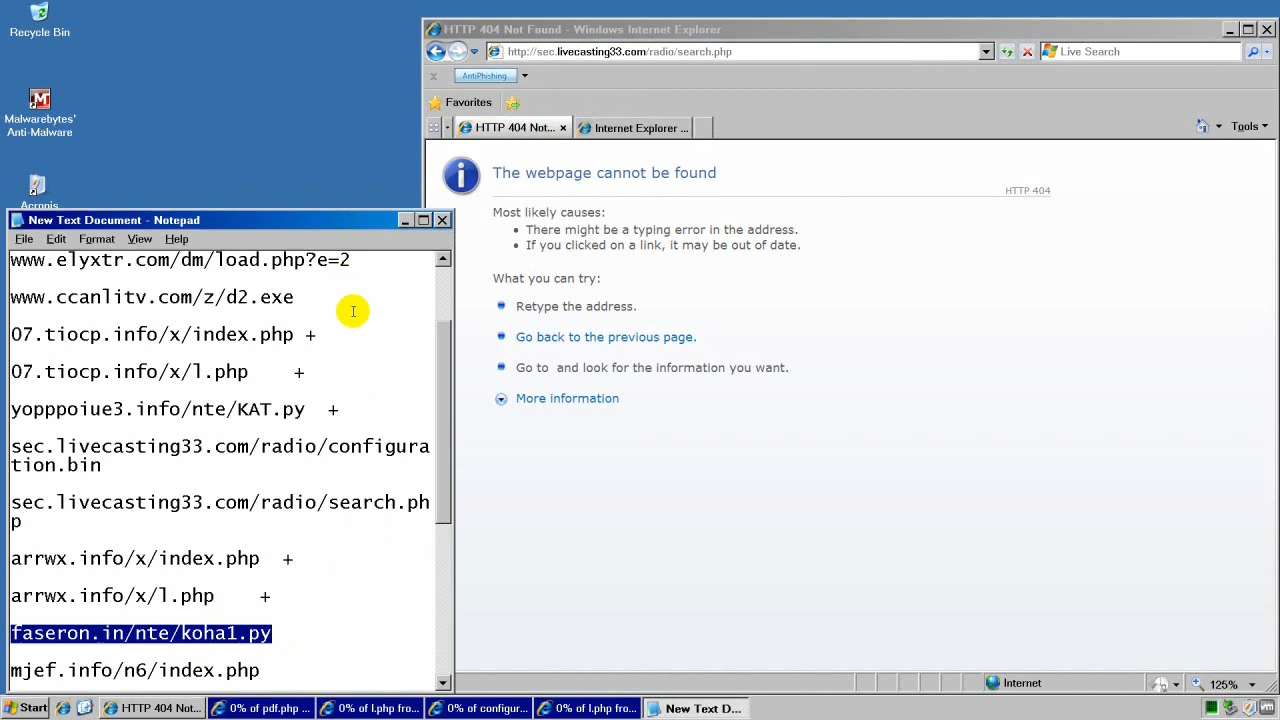 Recycle Bin
Malwarebytes'
Anti-Malware
Acronis
HTTP 404 Not Found - Windows Internet Explorer
http://sec.livecasting33.com/radio/search.php
Live Search
x
AntiPhishing
Favorites
HTTP 404 Not... x
Internet Explorer ...
Tools
The webpage cannot be found
HTTP 404
Most likely causes:
• There might be a typing error in the address.
• If you clicked on a link, it may be out of date.
What you can try:
Retype the address.
Go back to the previous page.
Go to  and look for the information you want.
More information
Internet
125%
New Text Document - Notepad
File Edit Format View Help
www.elyxtr.com/dm/load.php?e=2
www.ccanlitv.com/z/d2.exe
07.tiocp.info/x/index.php +
07.tiocp.info/x/l.php +
yopppoiue3.info/nte/KAT.py +
sec.livecasting33.com/radio/configura
tion.bin
sec.livecasting33.com/radio/search.ph
p
arrwx.info/x/index.php +
arrwx.info/x/l.php +
faseron.in/nte/koha1.py
mjef.info/n6/index.php
Start
HTTP 404 Not...
0% of pdf.php ...
0% of l.php fro...
0% of configur...
0% of l.php fro...
New Text D...